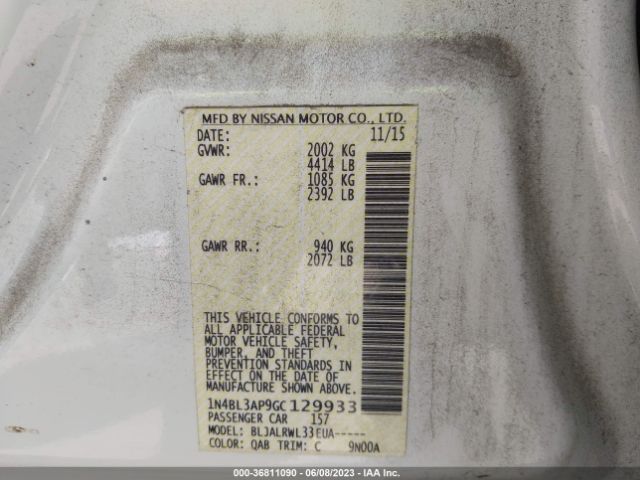 MFD BY NISSAN MOTOR CO., LTD.
DATE: 11/15
GVWR: 2002 KG
4414 LB
GAWR FR.: 1085 KG
2392 LB
GAWR RR.: 940 KG
2072 LB
THIS VEHICLE CONFORMS TO
ALL APPLICABLE FEDERAL
MOTOR VEHICLE SAFETY,
BUMPER, AND THEFT
PREVENTION STANDARDS IN
EFFECT ON THE DATE OF
MANUFACTURE SHOWN ABOVE.
1N4BL3AP9GC129933
PASSENGER CAR 157
MODEL: BLJALRWL33EUA-----
COLOR: QAB TRIM: C 9N00A
000-36811090 - 06/08/2023 - IAAI.COM